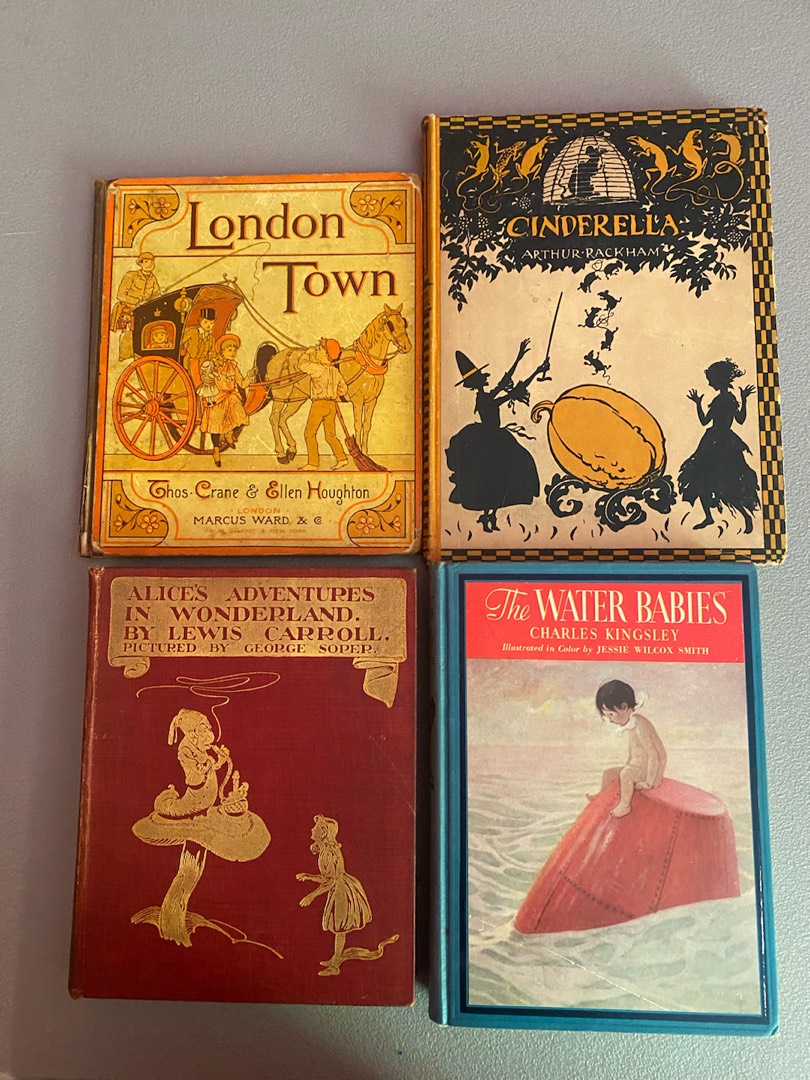 London
Town
Thos. Crane & Ellen Houghton
LONDON
MARCUS WARD & Co
CINDERELLA
ARTHUR·RACKHAM
ALICE'S ADVENTURES
IN WONDERLAND.
BY LEWIS CARROLL.
PICTURED BY GEORGE SOPER.
The WATER BABIES
CHARLES KINGSLEY
Illustrated in Color by JESSIE WILCOX SMITH